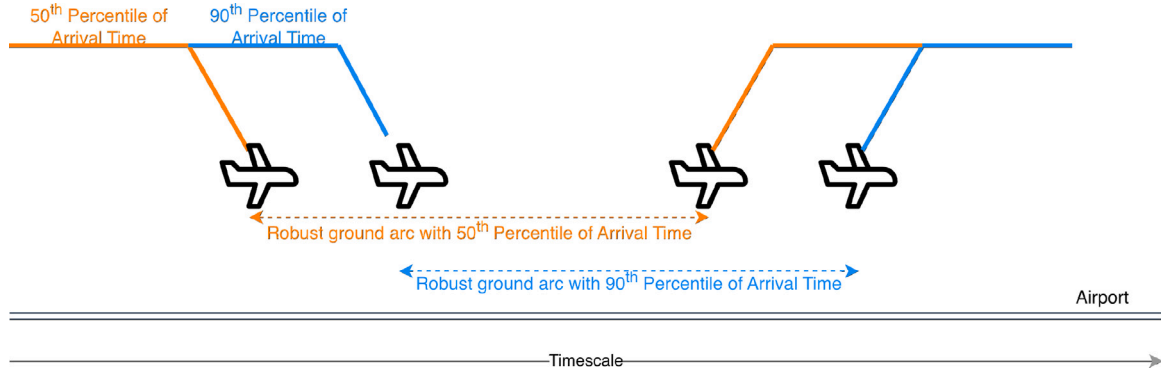 50th Percentile of
Arrival Time
90th Percentile of
Arrival Time
Robust ground arc with 50th Percentile of Arrival Time
Robust ground arc with 90th Percentile of Arrival Time
Airport
Timescale